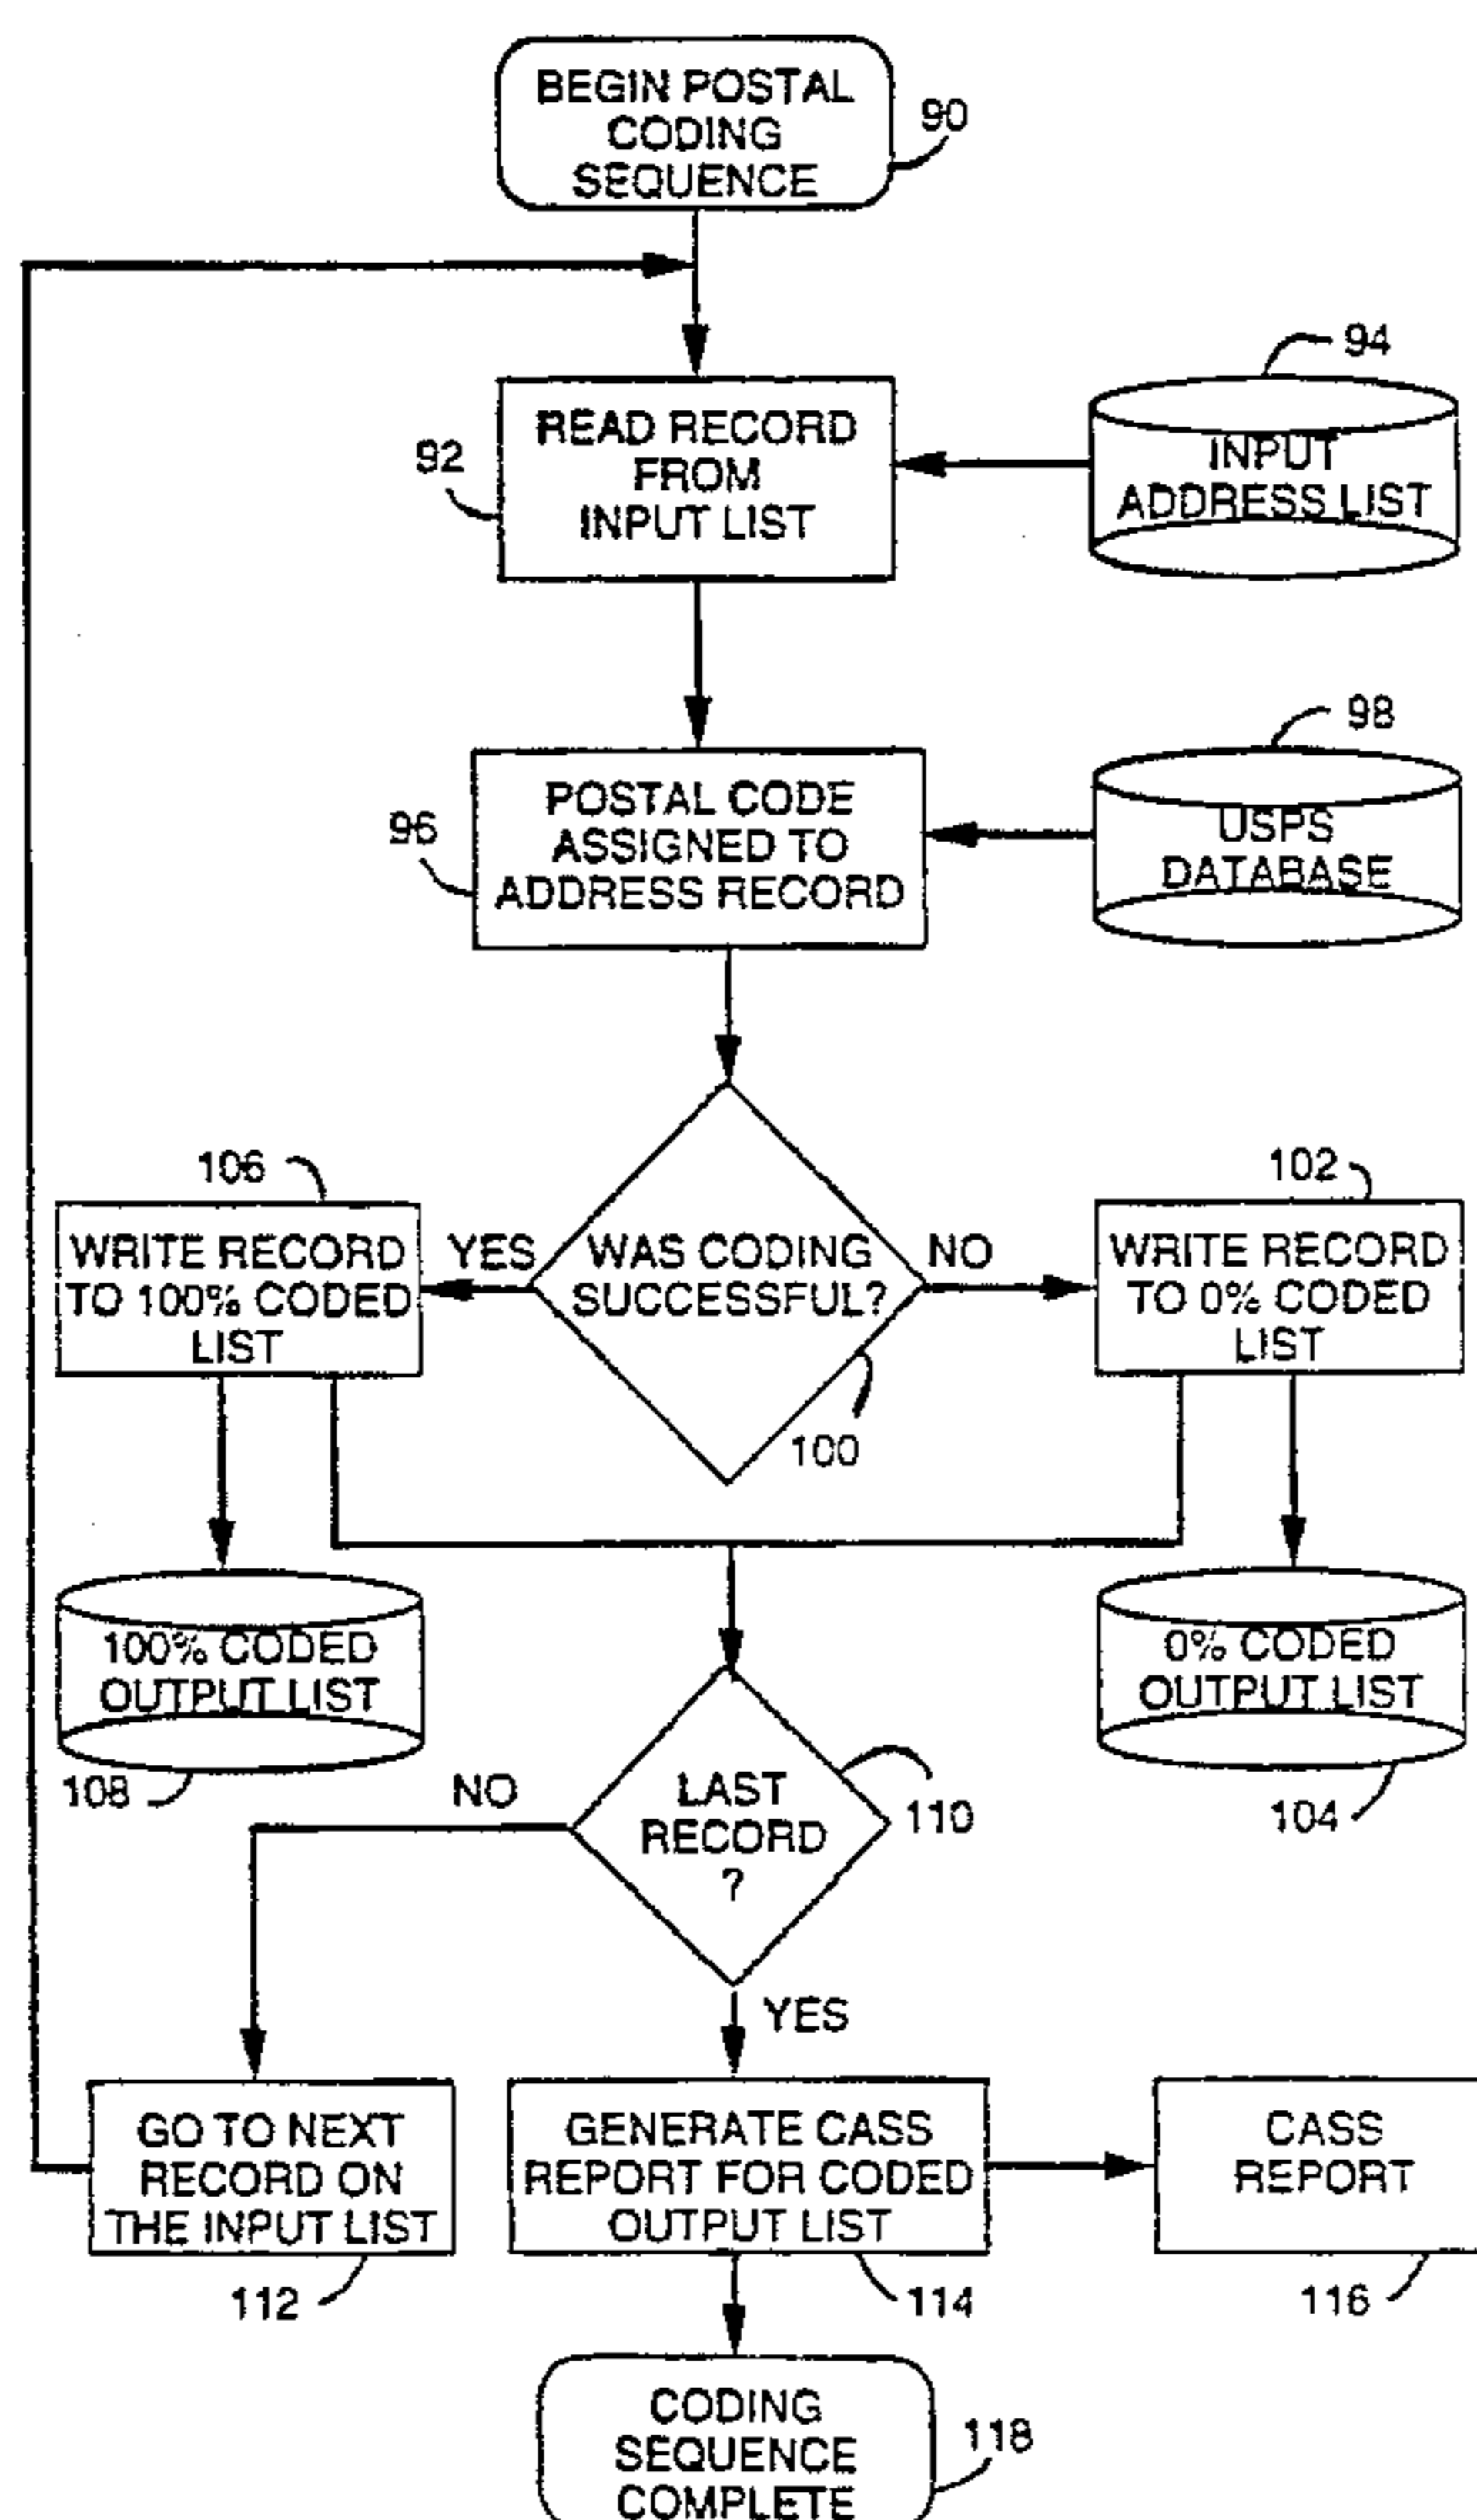 BEGIN POSTAL
CODING
SEQUENCE
90
94
READ RECORD
FROM
INPUT LIST
92
INPUT
ADDRESS LIST
98
POSTAL CODE
ASSIGNED TO
ADDRESS RECORD
96
USPS
DATABASE
106
102
WRITE RECORD
TO 100% CODED
LIST
YES
WAS CODING
SUCCESSFUL?
NO
WRITE RECORD
TO 0% CODED
LIST
100
100% CODED
OUTPUT LIST
0% CODED
OUTPUT LIST
108
NO
LAST
RECORD
?
110
104
YES
GO TO NEXT
RECORD ON
THE INPUT LIST
GENERATE CASS
REPORT FOR CODED
OUTPUT LIST
CASS
REPORT
112
114
116
CODING
SEQUENCE
COMPLETE
118